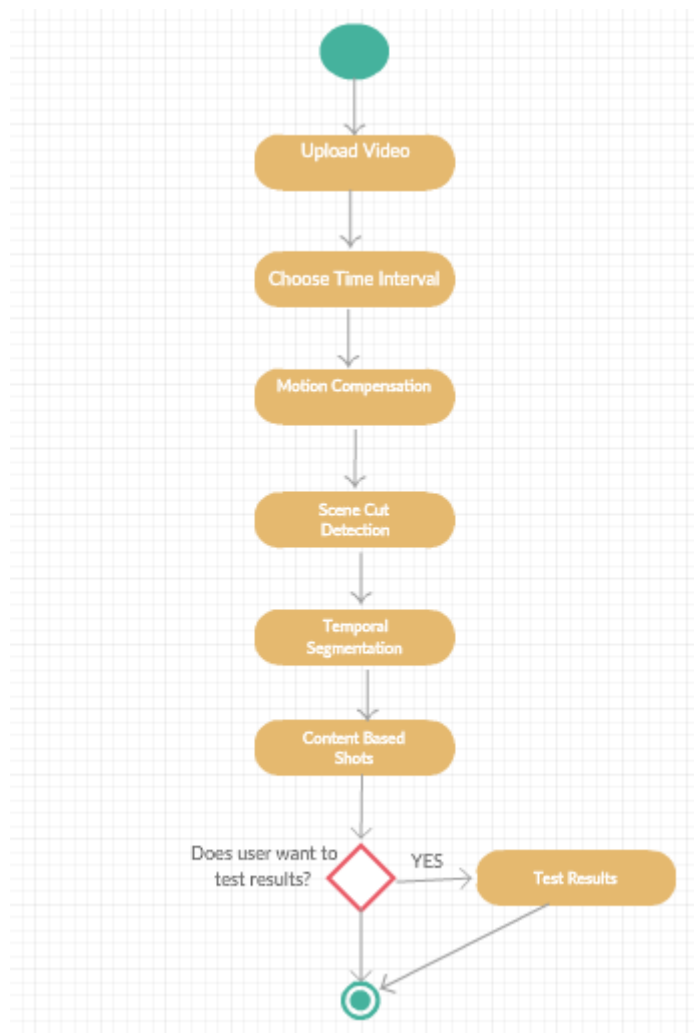 Upload Video
Choose Time Interval
Motion Compensation
Scene Cut
Detection
Temporal
Segmentation
Content Based
Shots
Does user want to
test results?
YES
Test Results